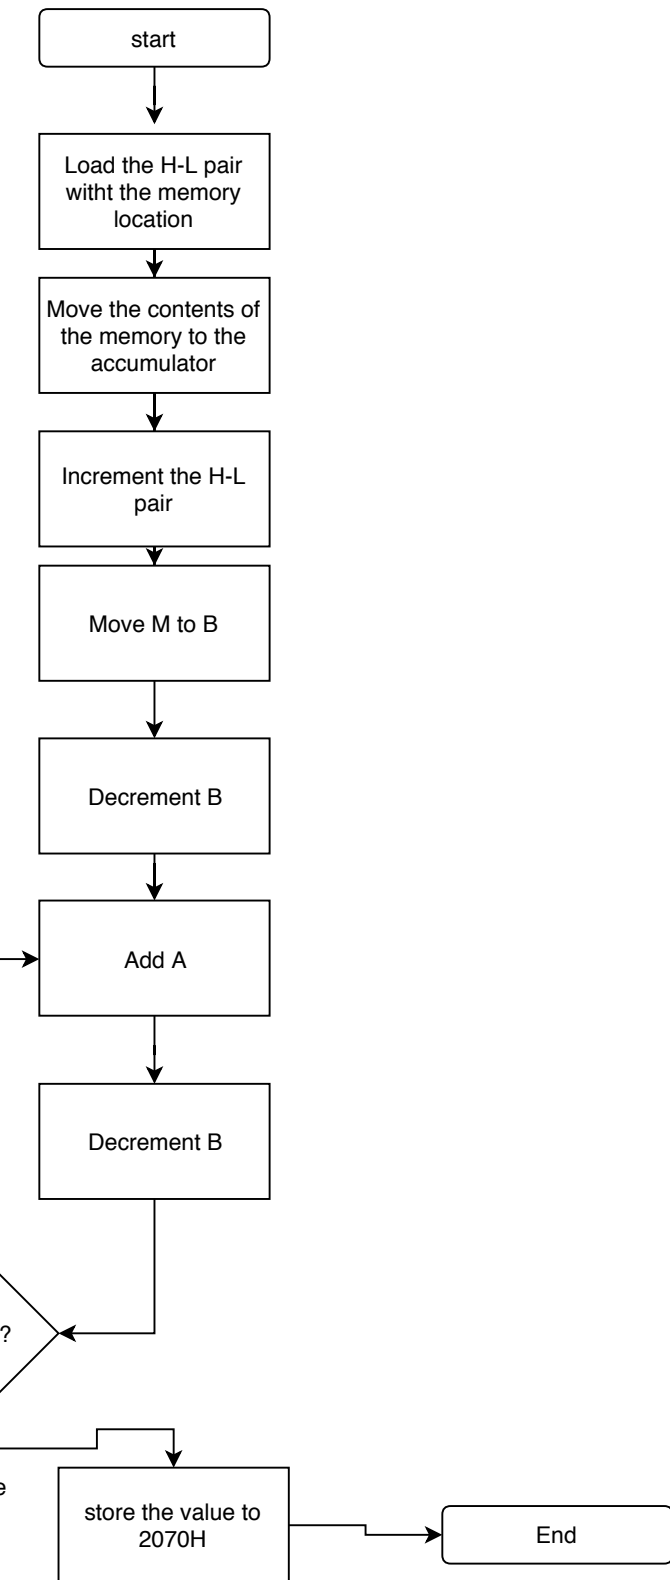 start
Load the H-L pair
witht the memory
location
Move the contents of
the memory to the
accumulator
Increment the H-L
pair
Move M to B
Decrement B
Add A
Decrement B
?
e
store the value to
2070H
End